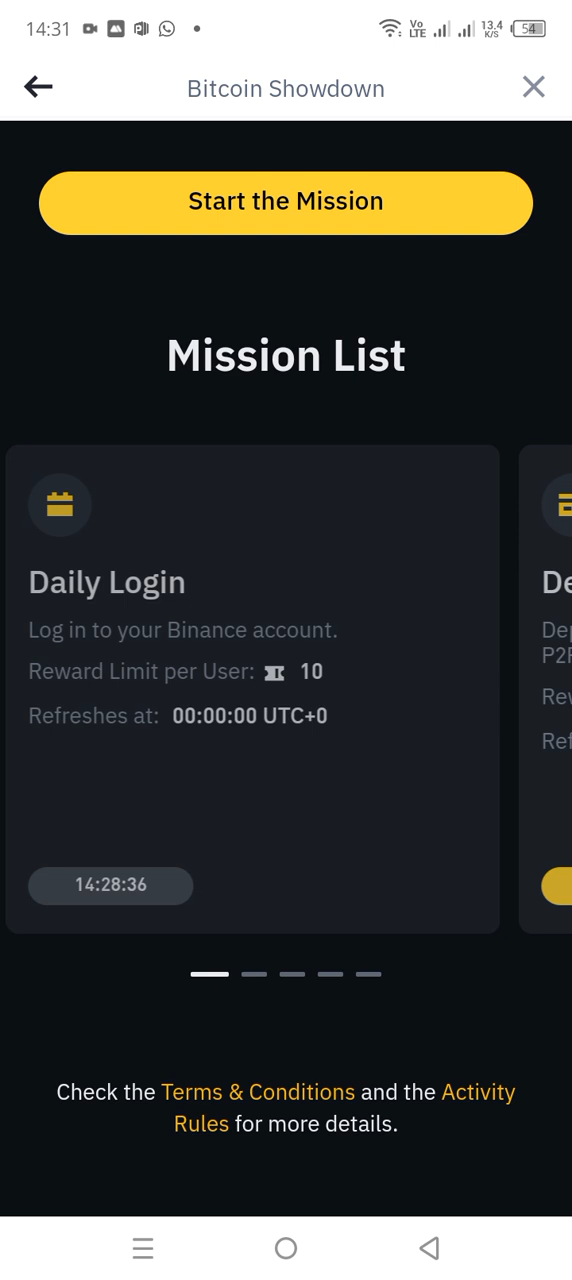 14:31
Vo LTE
13.4 K/S
54
Bitcoin Showdown
Start the Mission
Mission List
Daily Login
Log in to your Binance account.
Reward Limit per User: 10
Refreshes at: 00:00:00 UTC+0
14:28:36
De
Dep
P2P
Rew
Ref
Check the Terms & Conditions and the Activity
Rules for more details.